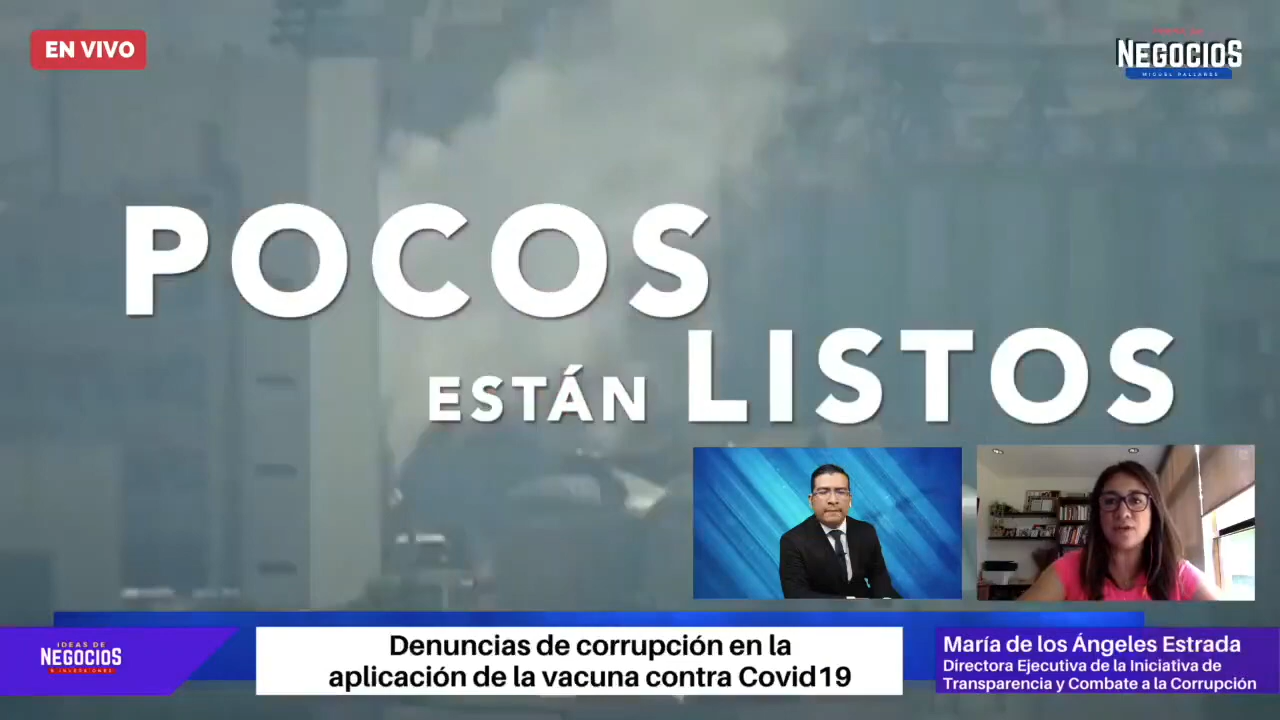 EN VIVO
NEGOCIOS
MIGUEL PALLARES
POCOS
ESTÁN LISTOS
IDEAS DE
NEGOCIOS
E INVERSIONES
Denuncias de corrupción en la
aplicación de la vacuna contra Covid19
María de los Ángeles Estrada
Directora Ejecutiva de la Iniciativa de
Transparencia y Combate a la Corrupción